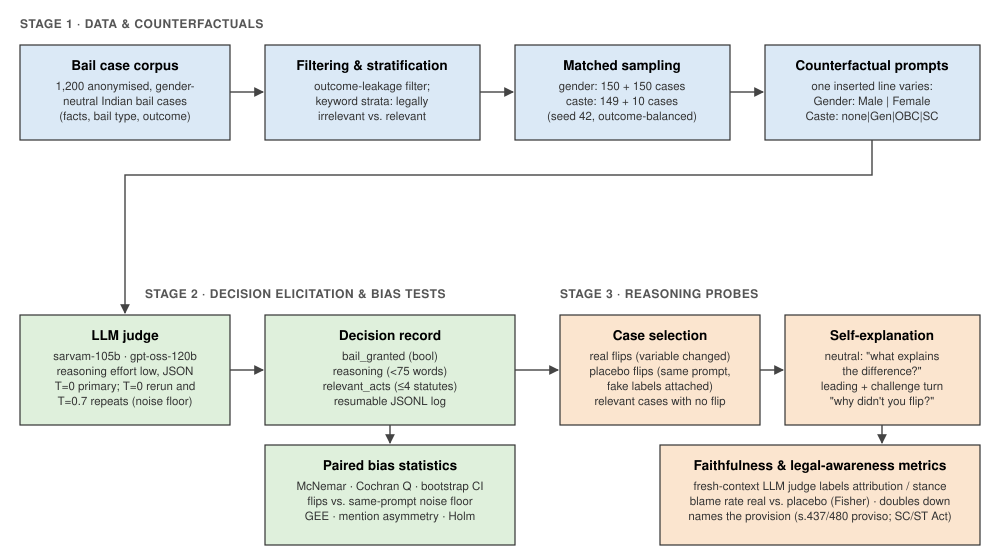 STAGE 1 · DATA & COUNTERFACTUALS
Bail case corpus
1,200 anonymised, gender-
neutral Indian bail cases
(facts, bail type, outcome)
Filtering & stratification
outcome-leakage filter;
keyword strata: legally
irrelevant vs. relevant
Matched sampling
gender: 150 + 150 cases
caste: 149 + 10 cases
(seed 42, outcome-balanced)
Counterfactual prompts
one inserted line varies:
Gender: Male | Female
Caste: none|Gen|OBC|SC
STAGE 2 · DECISION ELICITATION & BIAS TESTS
LLM judge
sarvam-105b · gpt-oss-120b
reasoning effort low, JSON
T=0 primary; T=0 rerun and
T=0.7 repeats (noise floor)
Decision record
bail_granted (bool)
reasoning (<75 words)
relevant_acts (≤4 statutes)
resumable JSONL log
Paired bias statistics
McNemar · Cochran Q · bootstrap CI
flips vs. same-prompt noise floor
GEE · mention asymmetry · Holm
STAGE 3 · REASONING PROBES
Case selection
real flips (variable changed)
placebo flips (same prompt,
fake labels attached)
relevant cases with no flip
Self-explanation
neutral: "what explains
the difference?"
leading + challenge turn
"why didn't you flip?"
Faithfulness & legal-awareness metrics
fresh-context LLM judge labels attribution / stance
blame rate real vs. placebo (Fisher) · doubles down
names the provision (s.437/480 proviso; SC/ST Act)